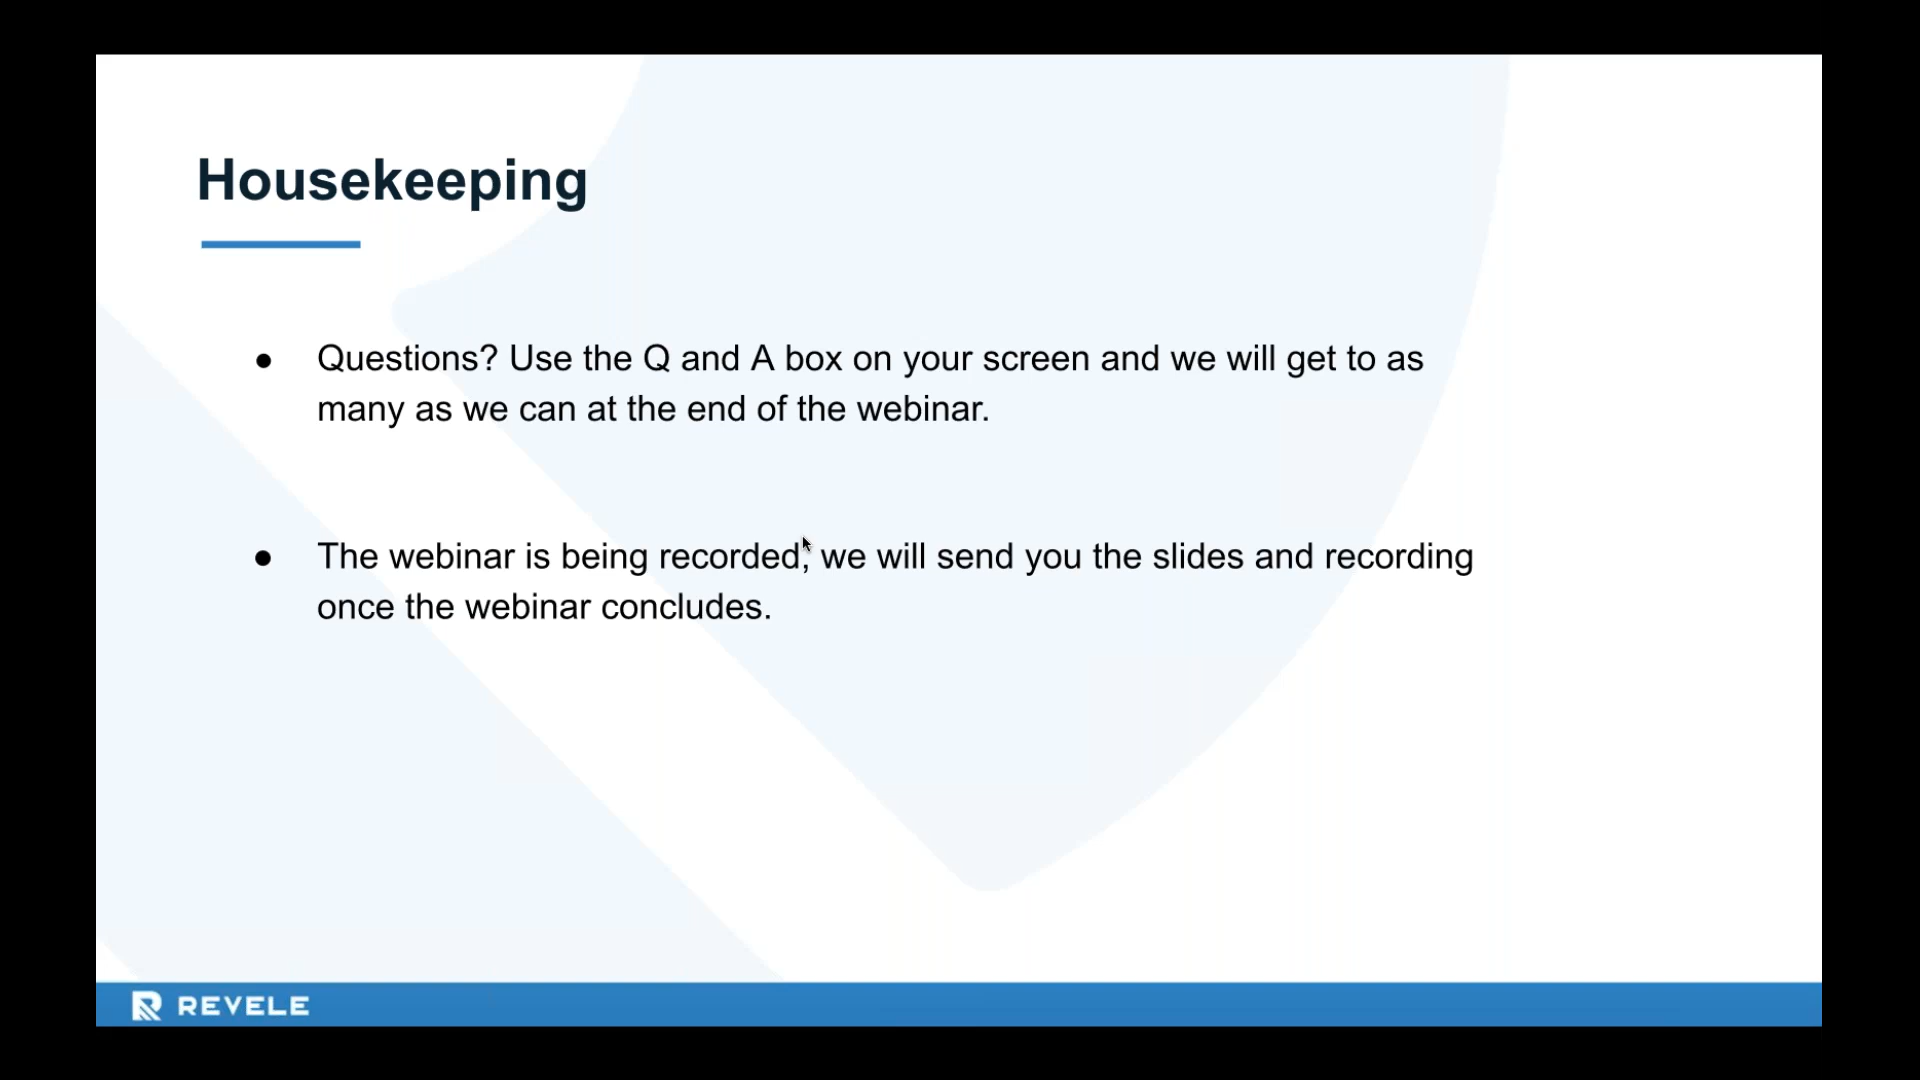 Housekeeping
● Questions? Use the Q and A box on your screen and we will get to as
many as we can at the end of the webinar.
● The webinar is being recorded, we will send you the slides and recording
once the webinar concludes.
REVELE